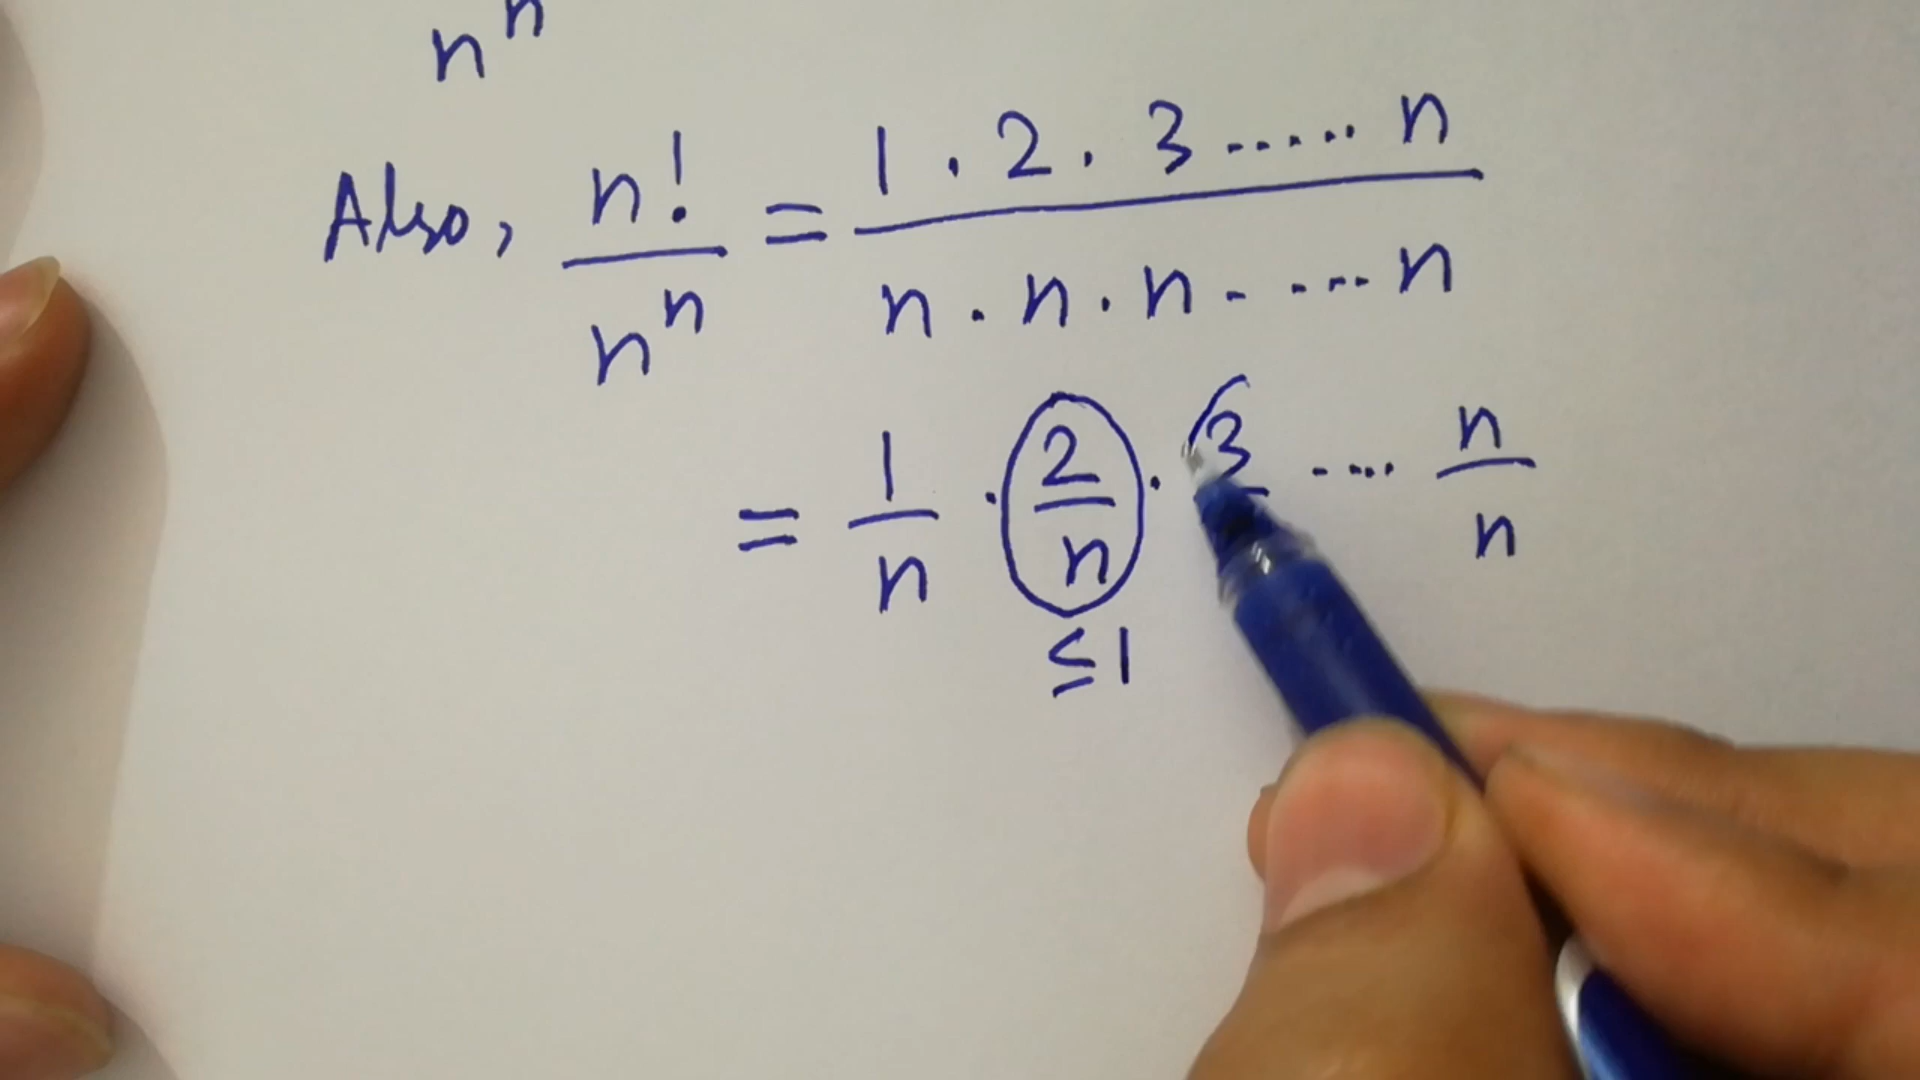 n^n
Also, n!/n^n = 1 · 2 · 3 ..... n / n · n · n · .... n
= 1/n · 2/n · 3 .... n/n
≤ 1